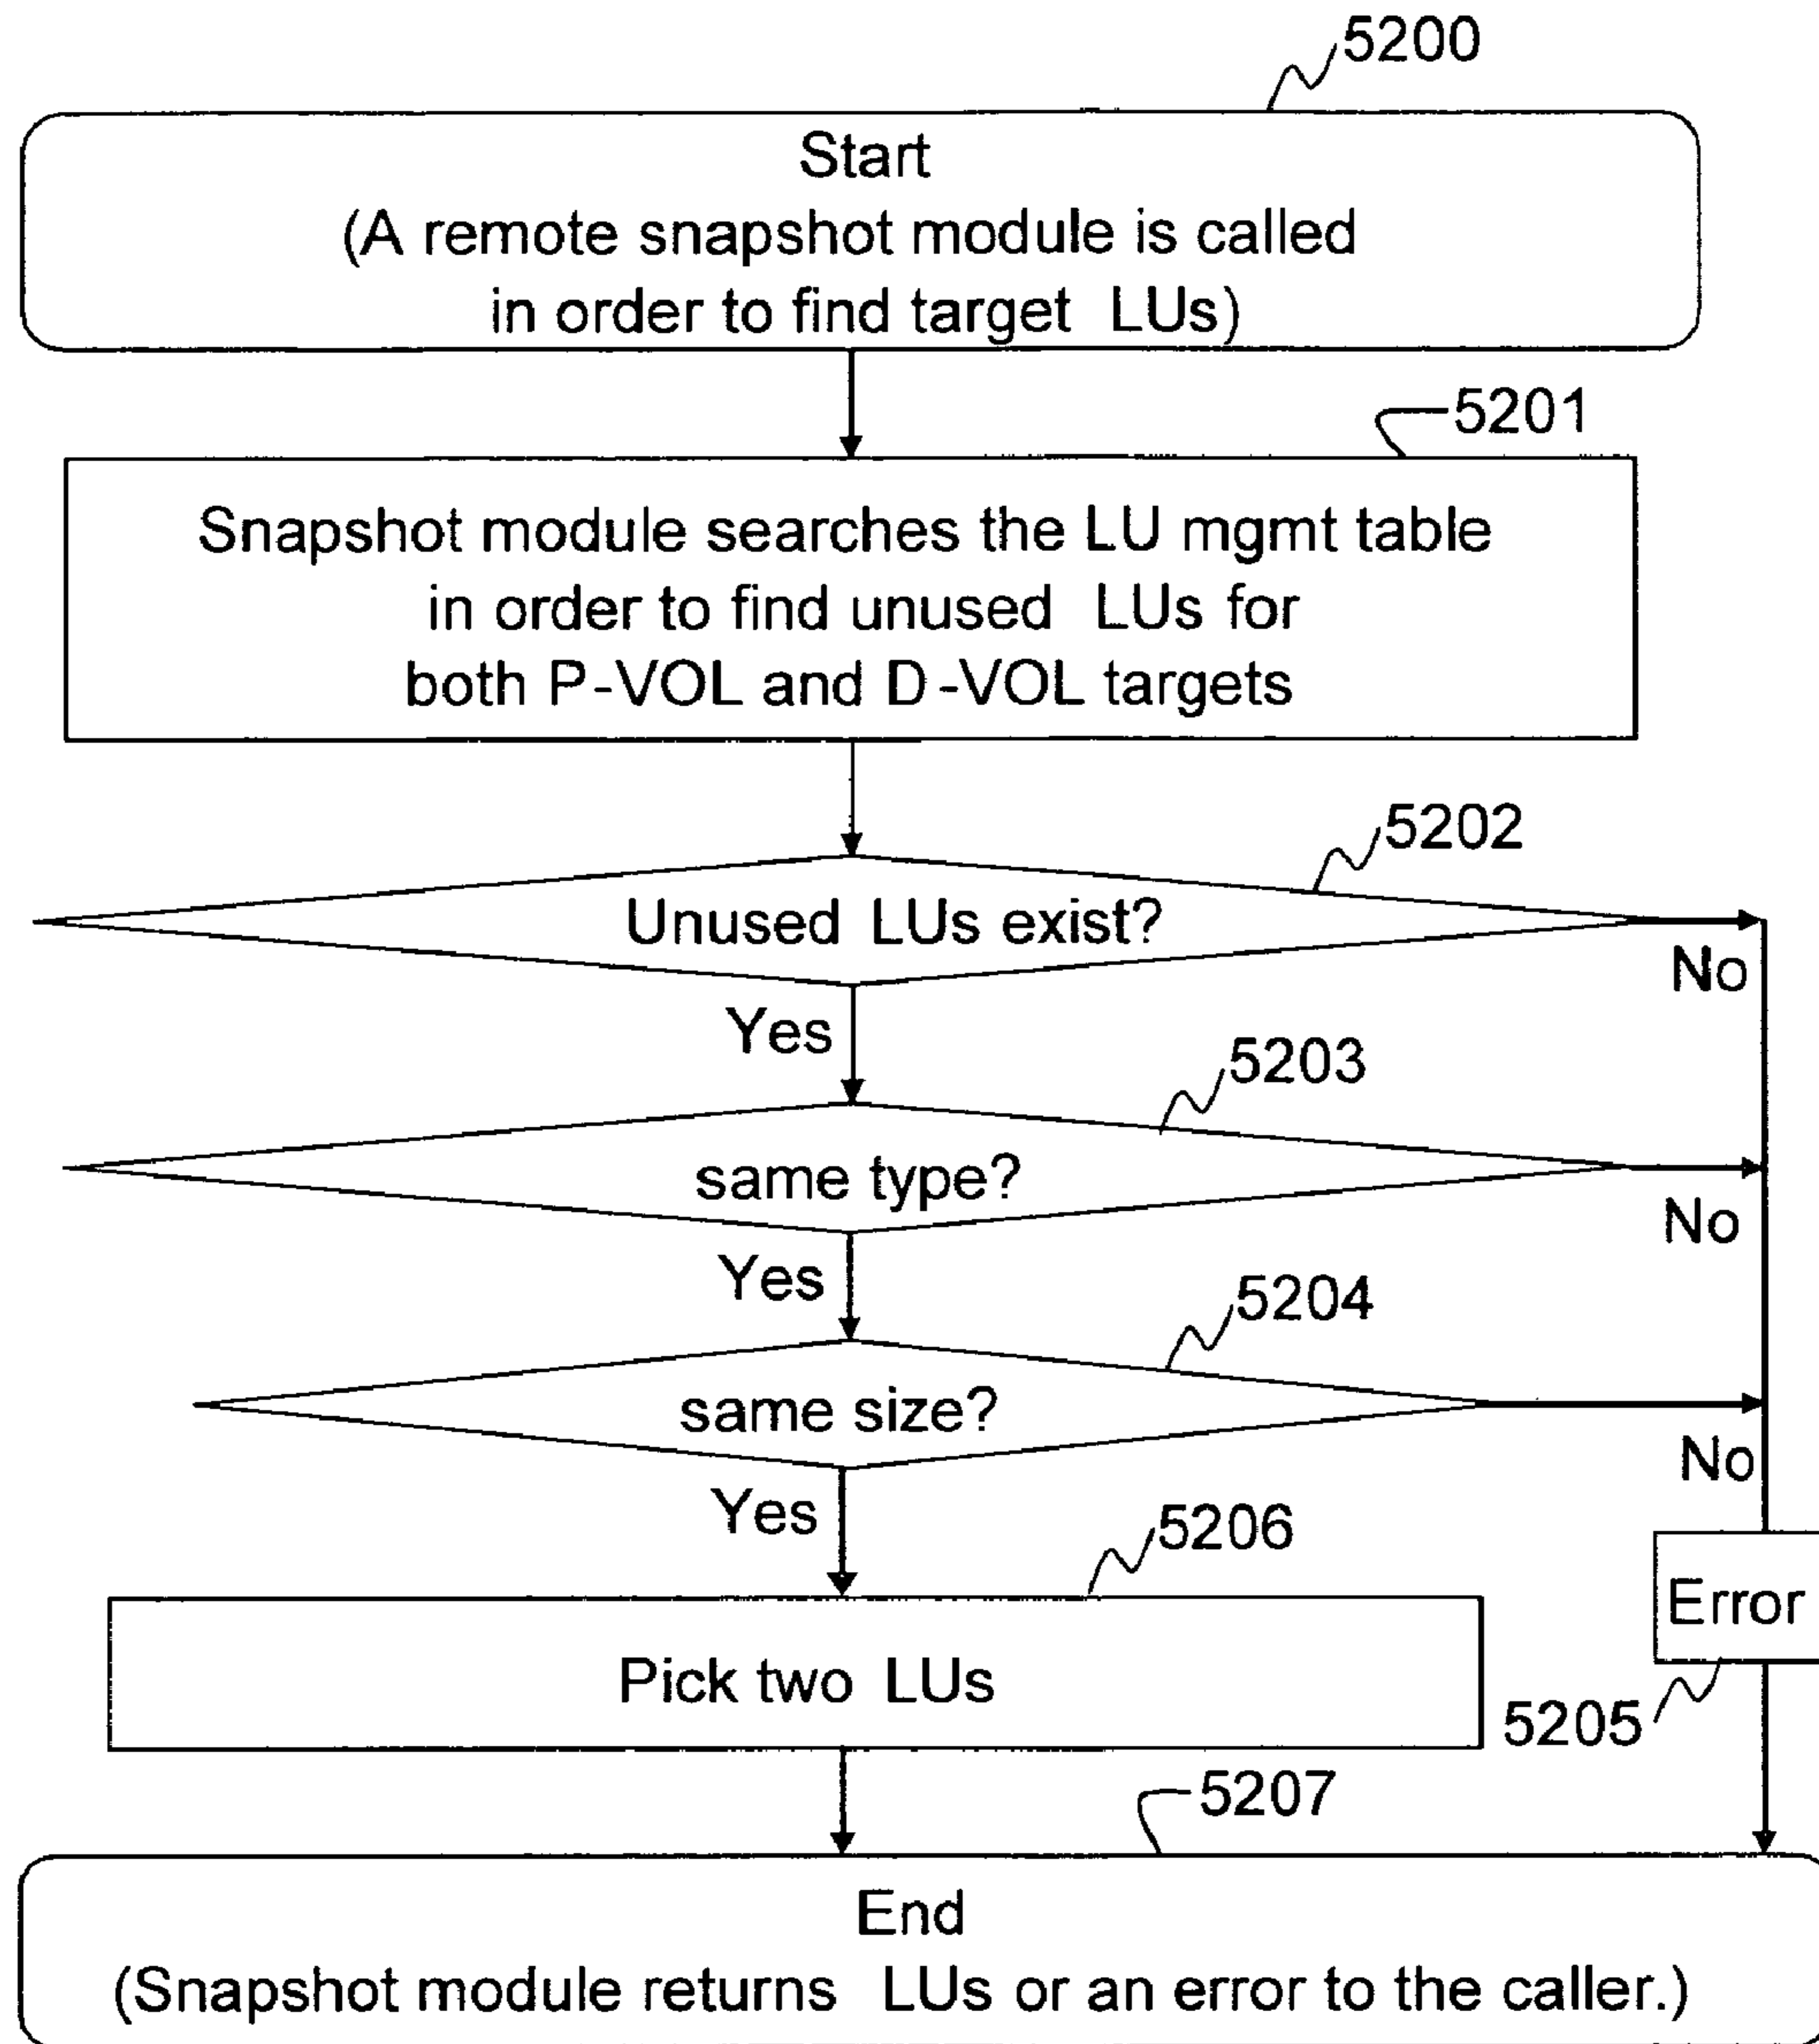 5200
Start
(A remote snapshot module is called
in order to find target LUs)
5201
Snapshot module searches the LU mgmt table
in order to find unused LUs for
both P-VOL and D-VOL targets
5202
Unused LUs exist?
No
Yes
5203
same type?
No
Yes
5204
same size?
No
Yes
5206
Error
Pick two LUs
5205
5207
End
(Snapshot module returns LUs or an error to the caller.)